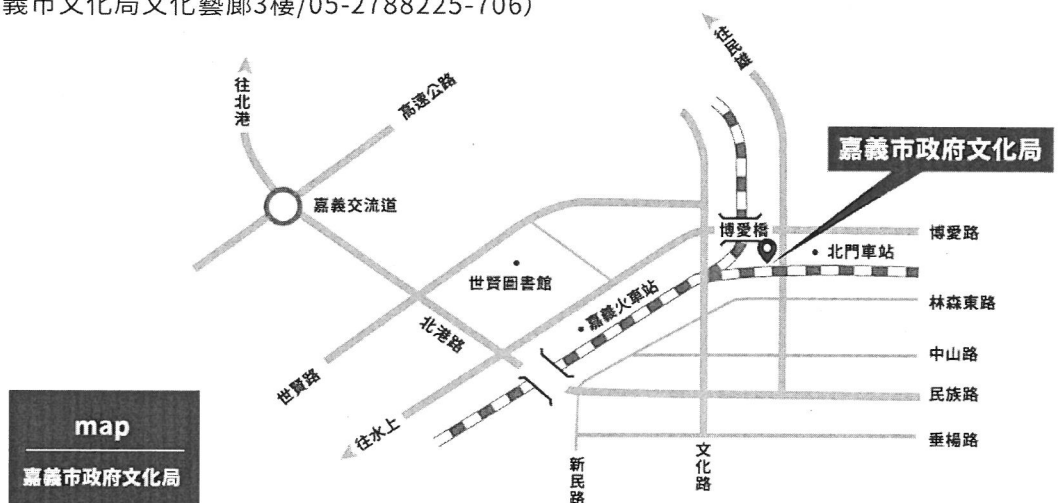 義市文化局文化藝廊3樓/05-2788225-706)
往民雄
往北港
高速公路
嘉義市政府文化局
嘉義交流道
博愛橋
博愛路
北門車站
世賢圖書館
嘉義火車站
林森東路
北港路
中山路
世賢路
民族路
往水上
map
垂楊路
嘉義市政府文化局
新民路
文化路